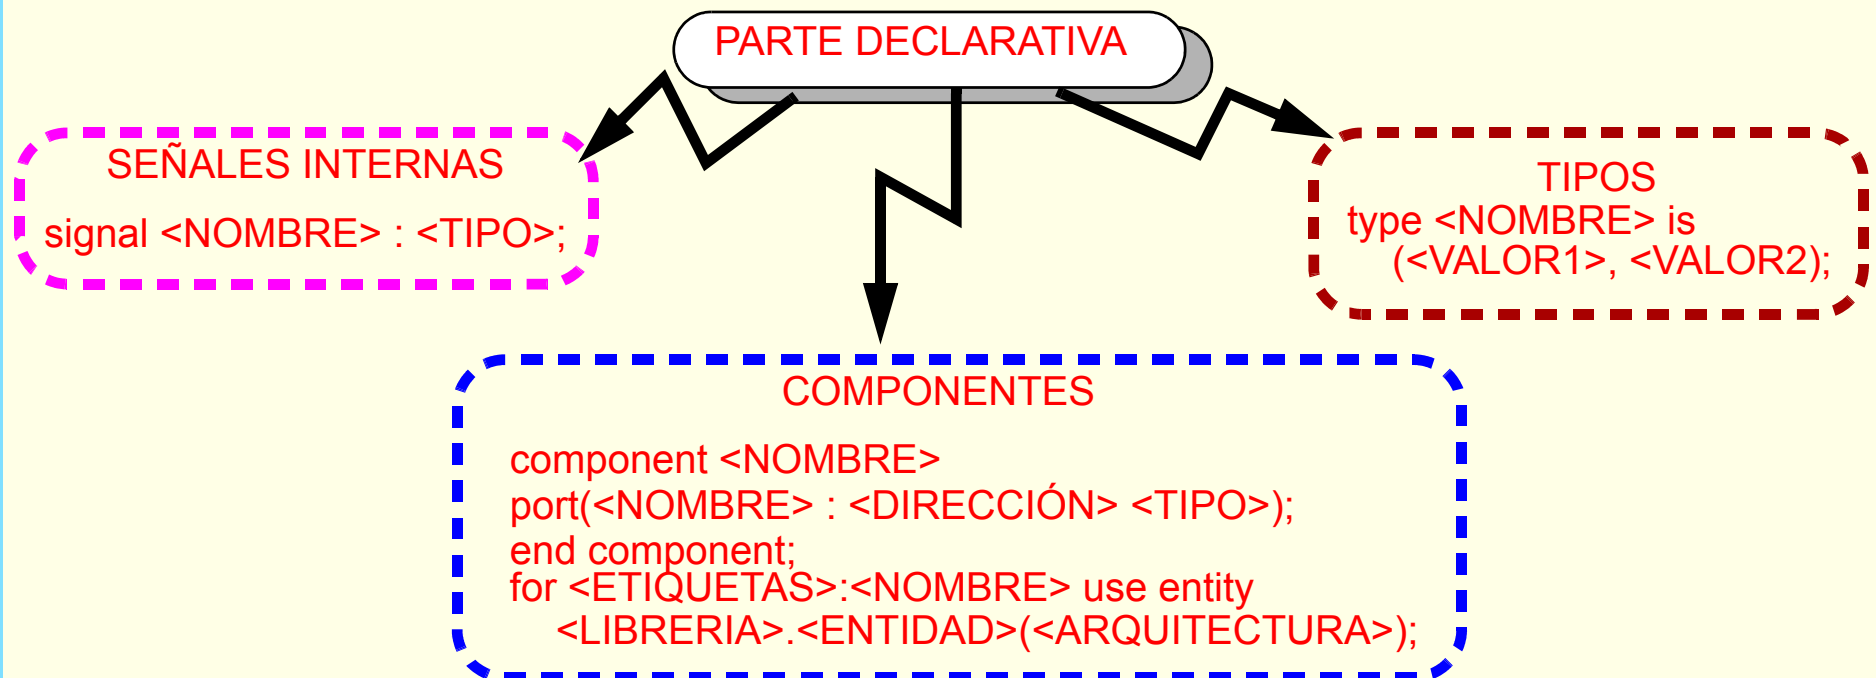 PARTE DECLARATIVA
SEÑALES INTERNAS
signal <NOMBRE> : <TIPO>;
TIPOS
type <NOMBRE> is
(<VALOR1>, <VALOR2);
COMPONENTES
component <NOMBRE>
port(<NOMBRE> : <DIRECCIÓN> <TIPO>);
end component;
for <ETIQUETAS>:<NOMBRE> use entity
<LIBRERIA>.<ENTIDAD>(<ARQUITECTURA>);